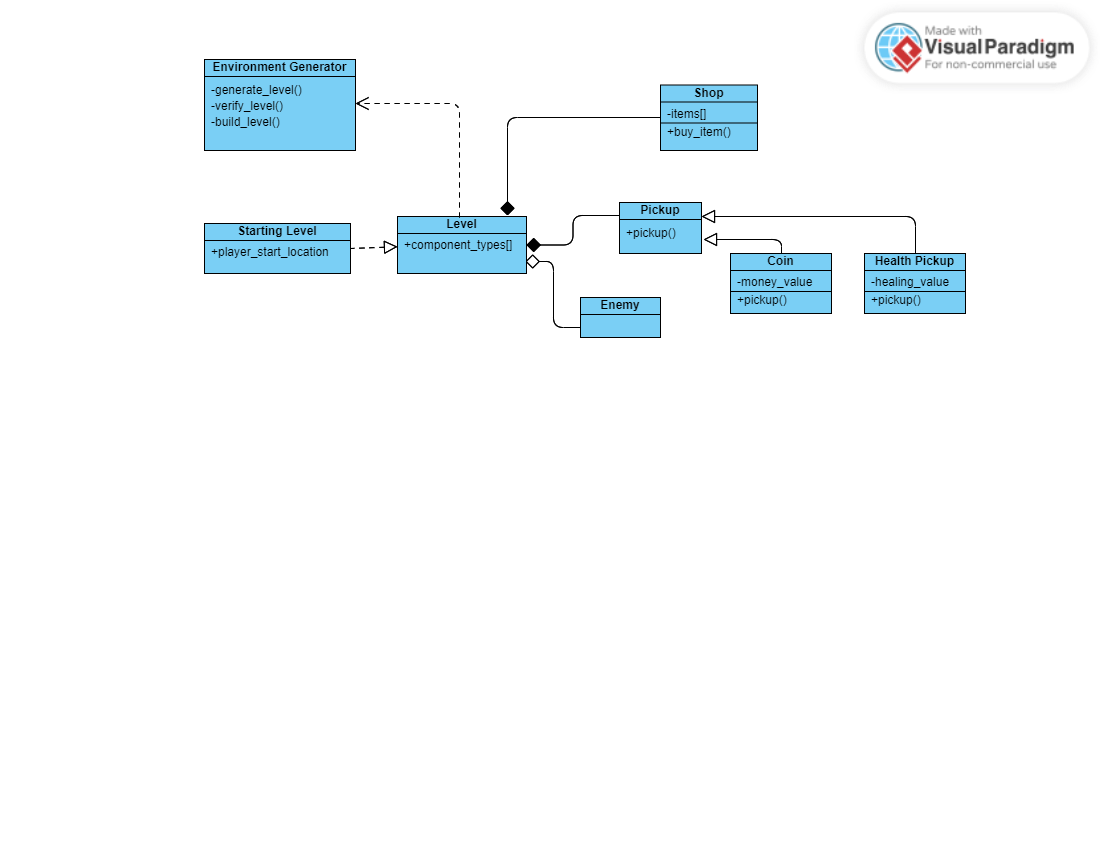 Made with
Visual Paradigm
For non-commercial use
Environment Generator
-generate_level()
-verify_level()
-build_level()
Shop
-items[]
+buy_item()
Starting Level
+player_start_location
Level
+component_types[]
Pickup
+pickup()
Coin
-money_value
+pickup()
Health Pickup
-healing_value
+pickup()
Enemy